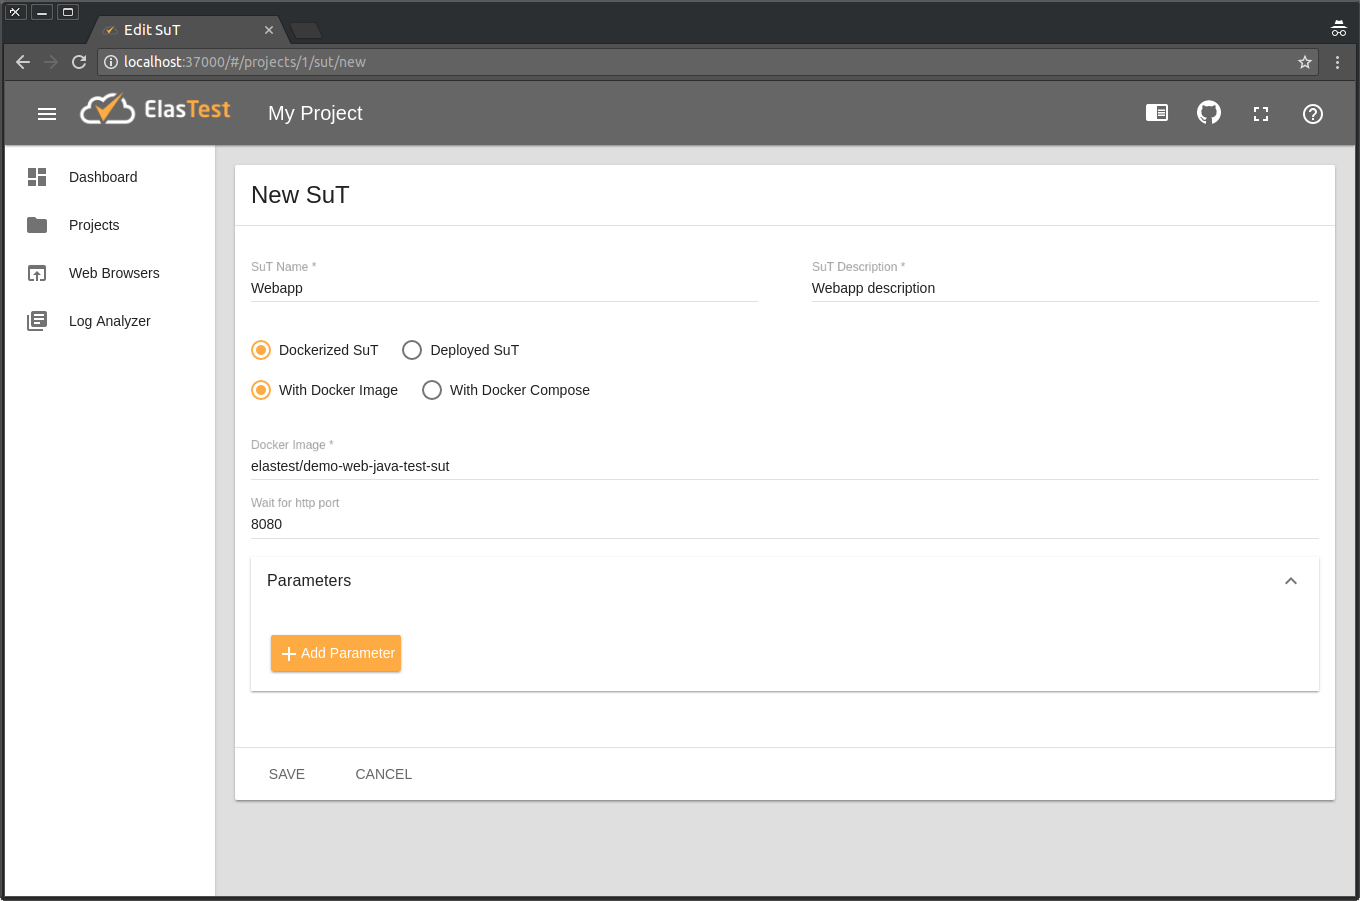 Edit SuT
localhost:37000/#/projects/1/sut/new
ElasTest
My Project
Dashboard
Projects
Web Browsers
Log Analyzer
New SuT
SuT Name * SuT Description *
Webapp Webapp description
Dockerized SuT Deployed SuT
With Docker Image With Docker Compose
Docker Image *
elastest/demo-web-java-test-sut
Wait for http port
8080
Parameters
Add Parameter
SAVE CANCEL